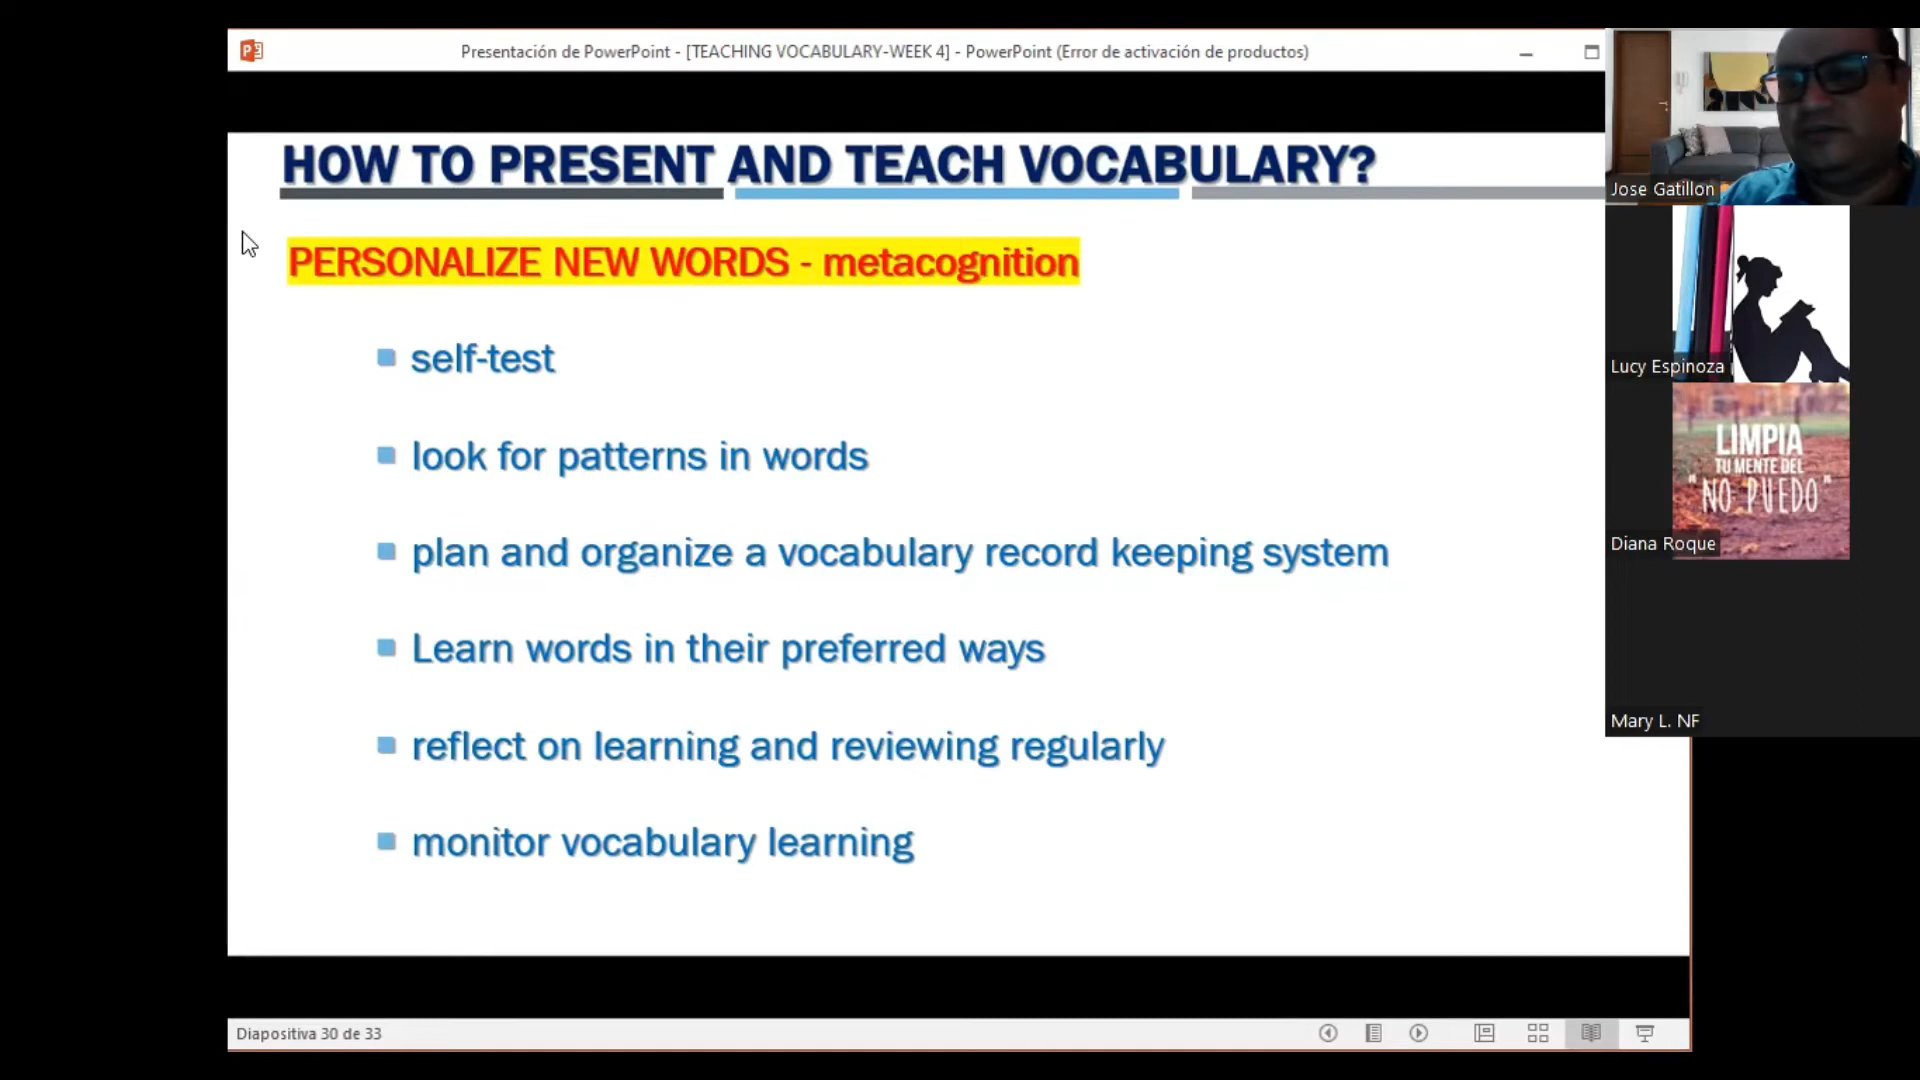 Presentación de PowerPoint - [TEACHING VOCABULARY-WEEK 4] - PowerPoint (Error de activación de productos)
HOW TO PRESENT AND TEACH VOCABULARY?
PERSONALIZE NEW WORDS - metacognition
self-test
look for patterns in words
plan and organize a vocabulary record keeping system
Learn words in their preferred ways
reflect on learning and reviewing regularly
monitor vocabulary learning
Diapositiva 30 de 33
Jose Gatillon
Lucy Espinoza
LIMPIA
TU MENTE DEL
"NO PUEDO"
Diana Roque
Mary L. NF